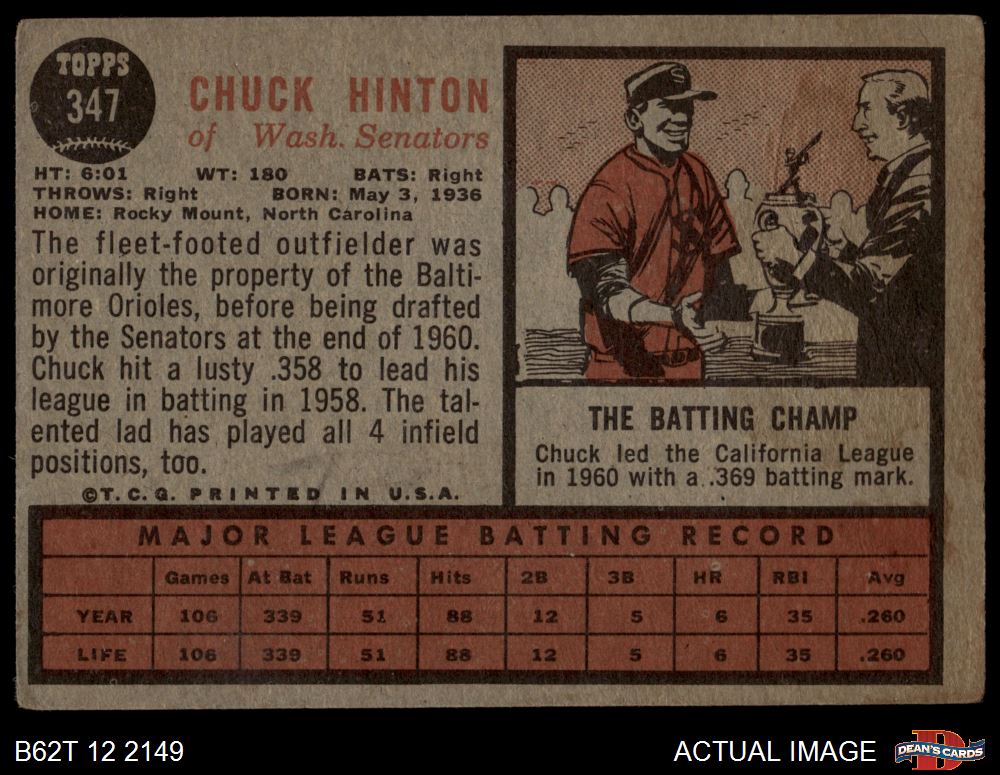 TOPPS
347
CHUCK HINTON
of Wash. Senators
HT: 6:01 WT: 180 BATS: Right
THROWS: Right BORN: May 3, 1936
HOME: Rocky Mount, North Carolina
The fleet-footed outfielder was
originally the property of the Balti-
more Orioles, before being drafted
by the Senators at the end of 1960.
Chuck hit a lusty .358 to lead his
league in batting in 1958. The tal-
ented lad has played all 4 infield
positions, too.
©T.C.G. PRINTED IN U.S.A.
S
THE BATTING CHAMP
Chuck led the California League
in 1960 with a .369 batting mark.
MAJOR LEAGUE BATTING RECORD
Games At Bat Runs Hits 2B 3B HR RBI Avg
YEAR 106 339 51 88 12 5 6 35 .260
LIFE 106 339 51 88 12 5 6 35 .260
B62T 12 2149
ACTUAL IMAGE
D
DEAN'S CARDS